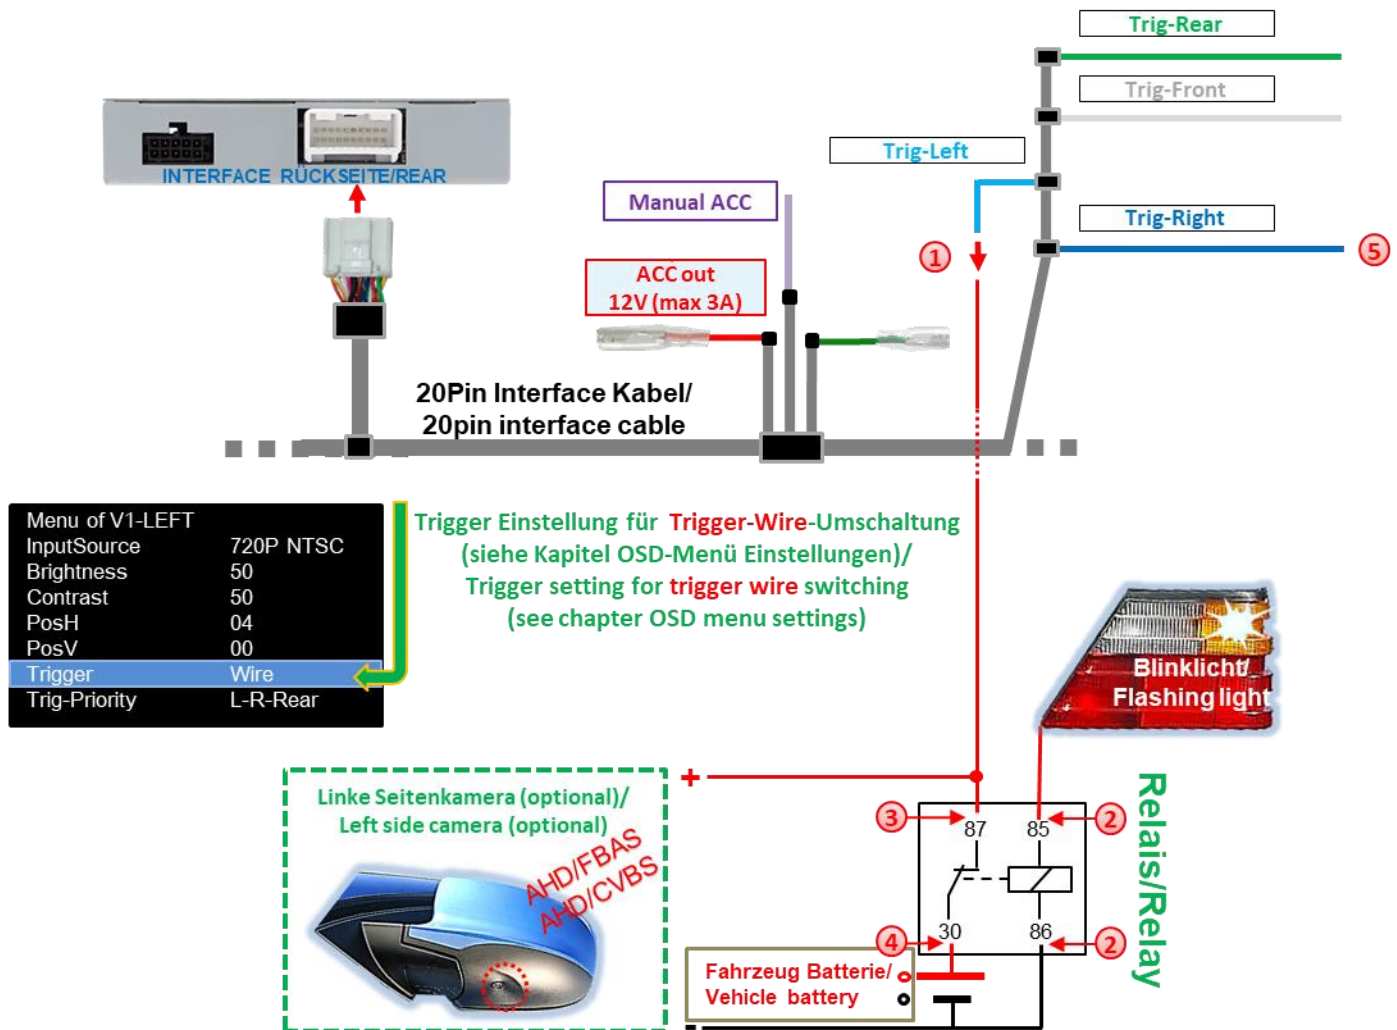 Trig-Rear
Trig-Front
Trig-Left
Trig-Right
INTERFACE RÜCKSEITE/REAR
Manual ACC
1
5
ACC out
12V (max 3A)
20Pin Interface Kabel/
20pin interface cable
Menu of V1-LEFT
InputSource 720P NTSC
Brightness 50
Contrast 50
PosH 04
PosV 00
Trigger Wire
Trig-Priority L-R-Rear
Trigger Einstellung für Trigger-Wire-Umschaltung
(siehe Kapitel OSD-Menü Einstellungen)/
Trigger setting for trigger wire switching
(see chapter OSD menu settings)
Blinklicht/
Flashing light
+
Linke Seitenkamera (optional)/
Left side camera (optional)
AHD/FBAS
AHD/CVBS
3
87
85
2
30
86
4
2
Relais/Relay
Fahrzeug Batterie/
Vehicle battery